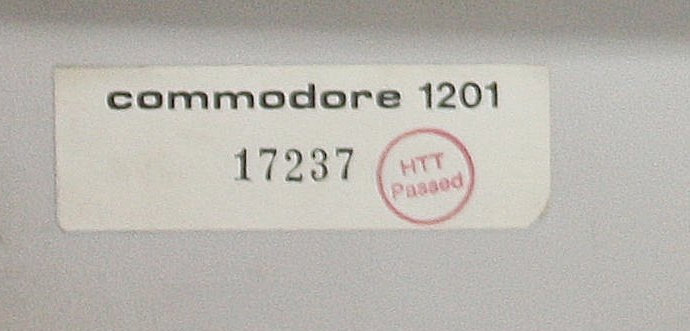 commodore 1201
17237
HTT
Passed